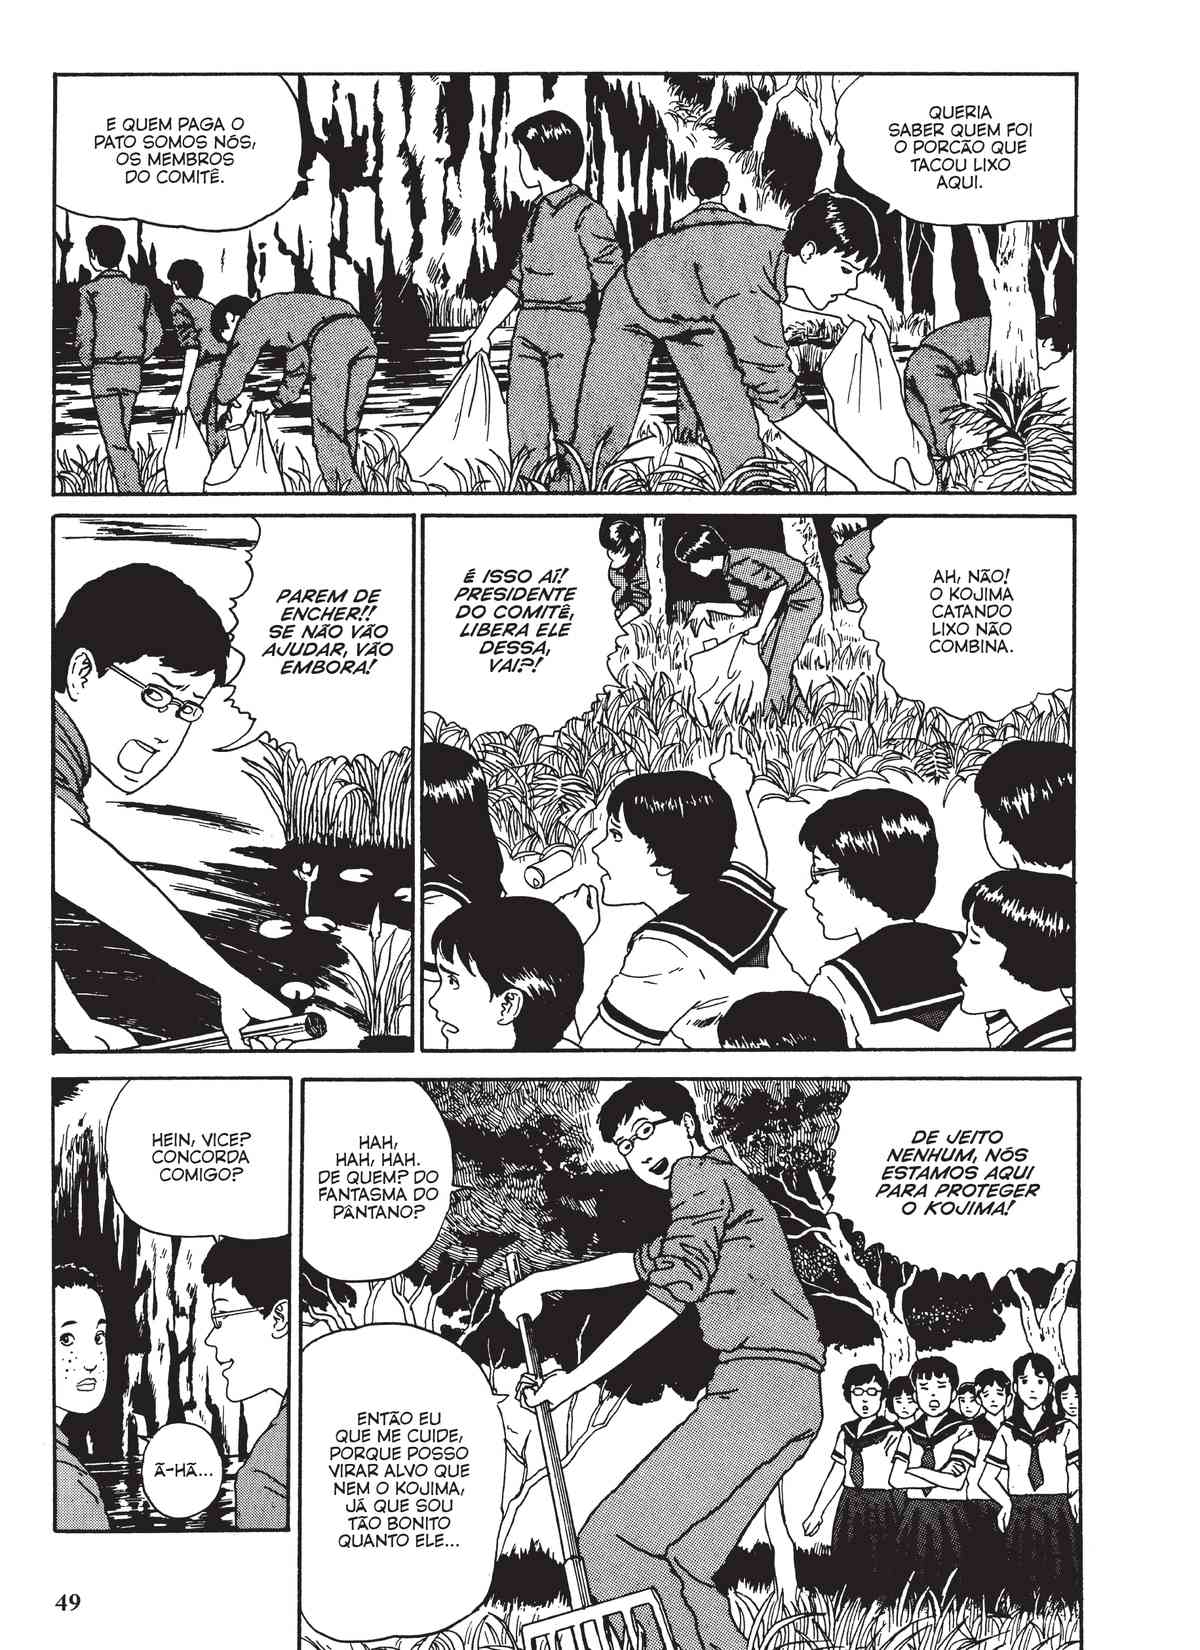 QUERIA
SABER QUEM FOI
O PORCÃO QUE
TACOU LIXO
AQUI.
E QUEM PAGA O
PATO SOMOS NÓS,
OS MEMBROS
DO COMITÊ.
AH, NÃO!
O KOJIMA
CATANDO
LIXO NÃO
COMBINA.
É ISSO AÍ!
PRESIDENTE
DO COMITÊ,
LIBERA ELE
DESSA,
VAI?!
PAREM DE
ENCHER!!
SE NÃO VÃO
AJUDAR, VÃO
EMBORA!
DE JEITO
NENHUM, NÓS
ESTAMOS AQUI
PARA PROTEGER
O KOJIMA!
HAH,
HAH, HAH.
DE QUEM? DO
FANTASMA DO
PÂNTANO?
ENTÃO EU
QUE ME CUIDE,
PORQUE POSSO
VIRAR ALVO QUE
NEM O KOJIMA,
JÁ QUE SOU
TÃO BONITO
QUANTO ELE...
HEIN, VICE?
CONCORDA
COMIGO?
Ã-HÃ...
49